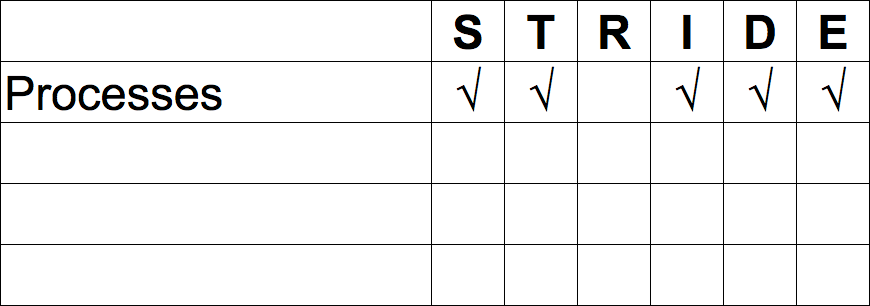 S T R I D E
Processes √ √ √ √ √